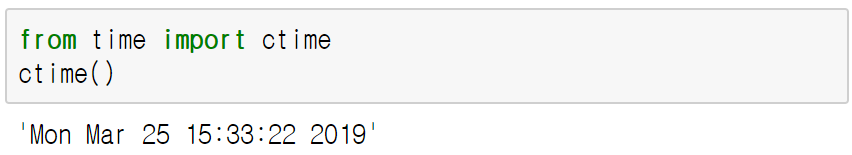 from time import ctime
ctime()
'Mon Mar 25 15:33:22 2019'